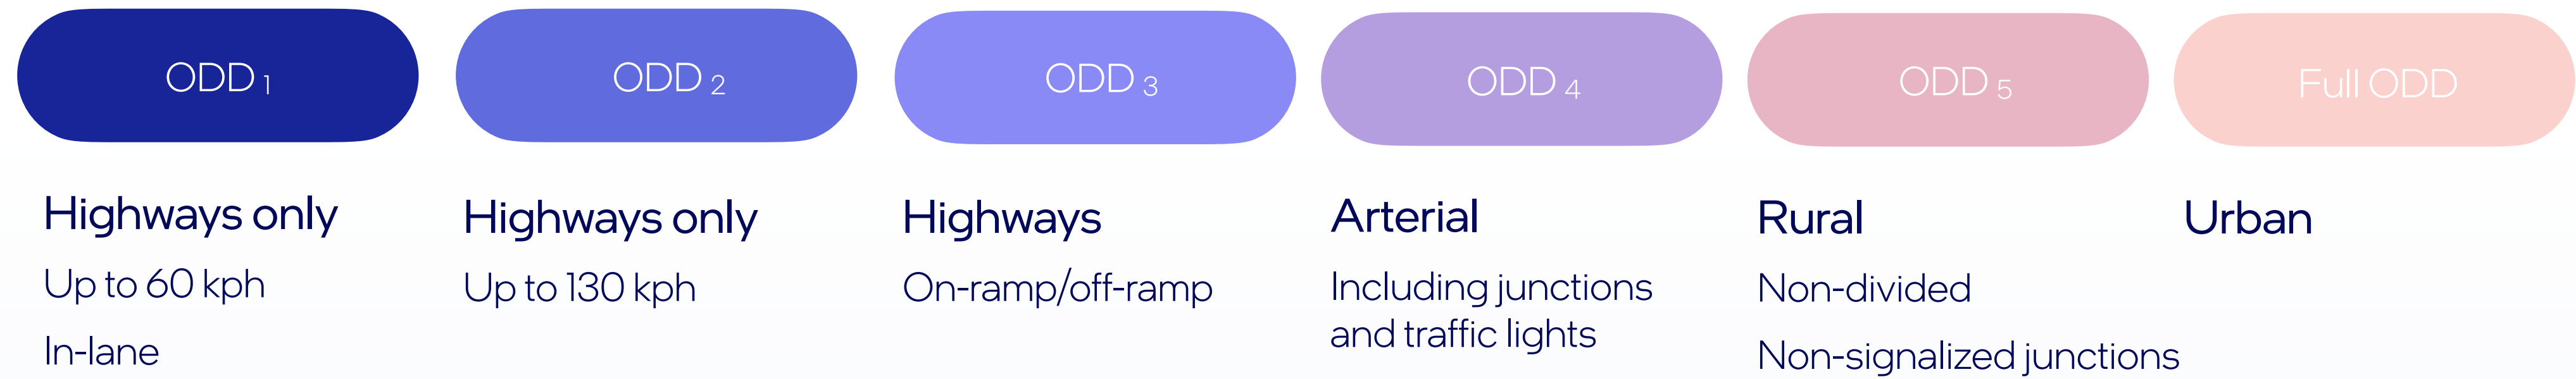 ODD 1
ODD 2
ODD 3
ODD 4
ODD 5
Full ODD
Highways only
Up to 60 kph
In-lane
Highways only
Up to 130 kph
Highways
On-ramp/off-ramp
Arterial
Including junctions
and traffic lights
Rural
Non-divided
Non-signalized junctions
Urban